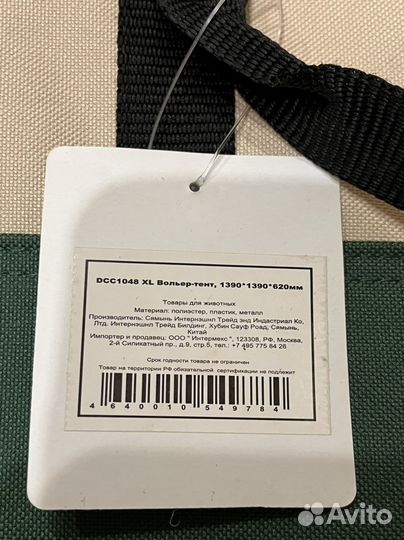 DCC1048 XL Вольер-тент, 1390*1390*620мм
Товары для животных
Материал: полиэстер, пластик, металл
Производитель: Сямынь Интернэшнл Трейд энд Индастриал Ко,
Лтд. Интернэшнл Трейд Билдинг, Хубин Сауф Роад, Сямынь,
Китай
Импортер и продавец: ООО " Интермекс ", 123308, РФ, Москва,
2-й Силикатный пр., д.9, стр.5, тел.: +7 495 775 84 26
Срок годности товара не ограничен
Товар на территории РФ обязательной сертификации не подлежит
4 640010 549784
Avito